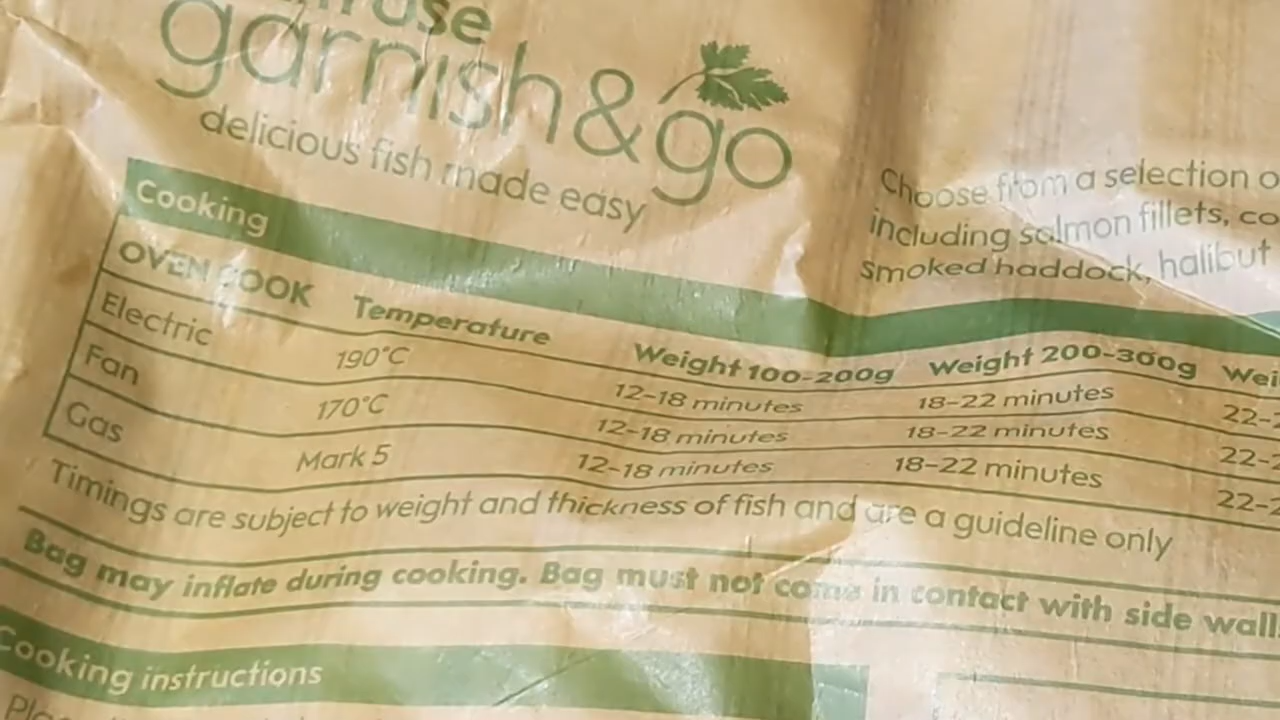 garnish&go
delicious fish made easy
Choose from a selection
including salmon fillets,
smoked haddock, halibut
Cooking
OVEN COOK Temperature Weight 100-200g Weight 200-300g
Electric 190°C 12-18 minutes 18-22 minutes
Fan 170°C 12-18 minutes 18-22 minutes
Gas Mark 5 12-18 minutes 18-22 minutes
Timings are subject to weight and thickness of fish and are a guideline only
Bag may inflate during cooking. Bag must not come in contact with side
Cooking instructions